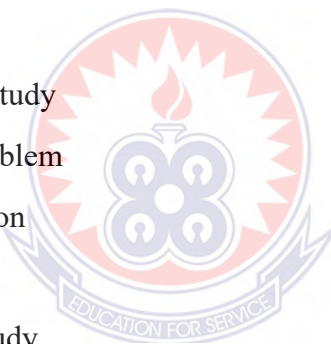 tudy
blem
on
EDUCATION FOR SERVICE
udy